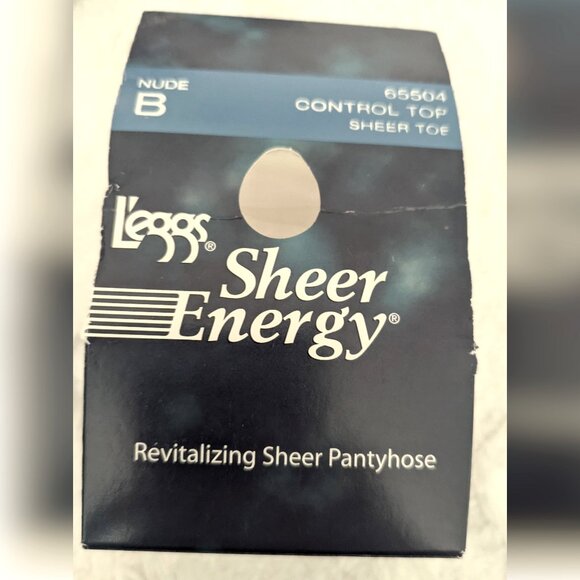 NUDE
B
65504
CONTROL TOP
SHEER TOE
L'eggs®
Sheer
Energy®
Revitalizing Sheer Pantyhose